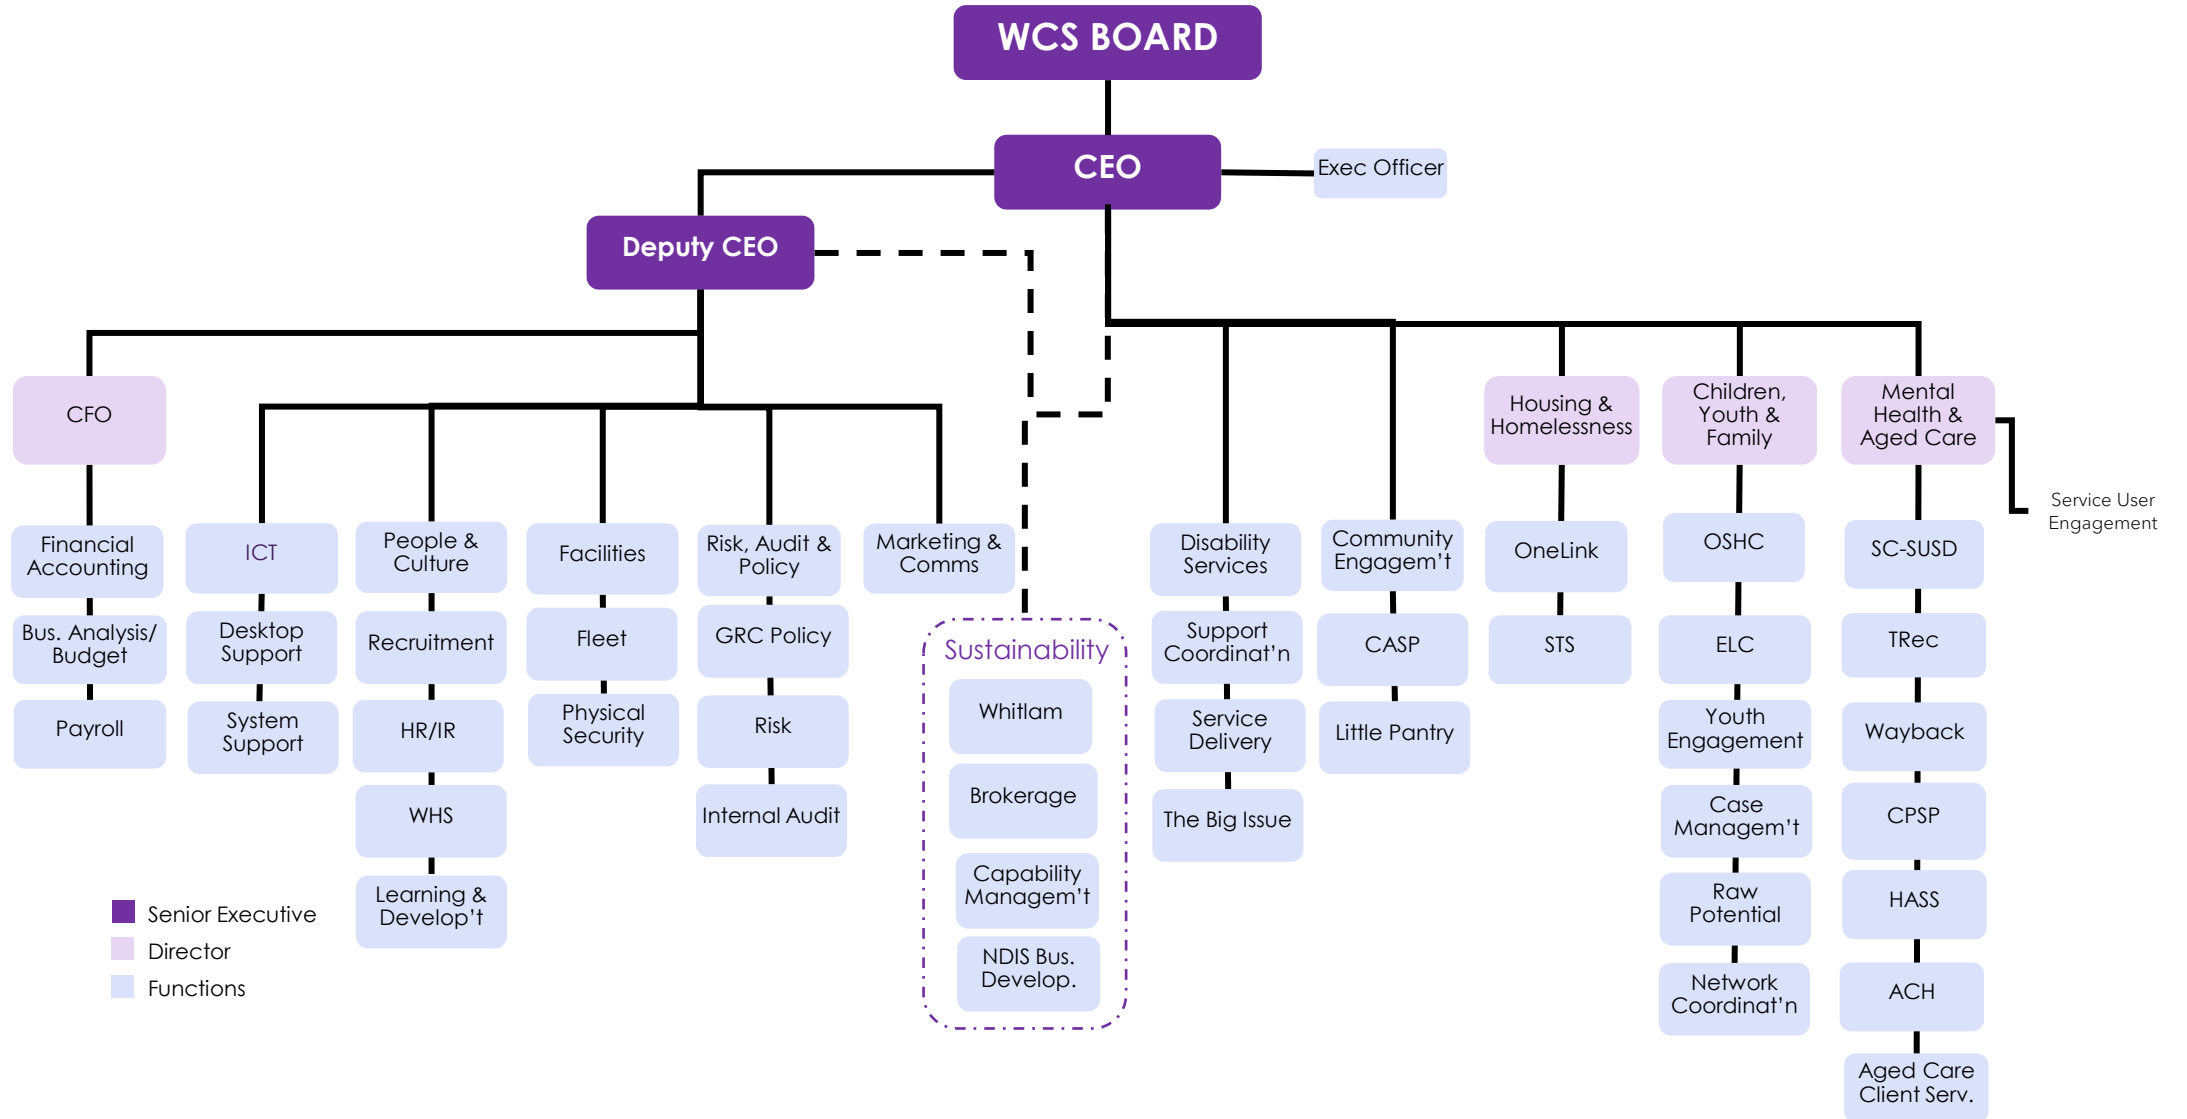 WCS BOARD
CEO
Exec Officer
Deputy CEO
CFO
Financial
Accounting
Bus. Analysis/
Budget
Payroll
ICT
Desktop
Support
System
Support
People &
Culture
Recruitment
HR/IR
WHS
Learning &
Develop't
Facilities
Fleet
Physical
Security
Risk, Audit &
Policy
GRC Policy
Risk
Internal Audit
Marketing &
Comms
Sustainability
Whitlam
Brokerage
Capability
Managem't
NDIS Bus.
Develop.
Disability
Services
Support
Coordinat'n
Service
Delivery
The Big Issue
Community
Engagem't
CASP
Little Pantry
Housing &
Homelessness
OneLink
STS
Children,
Youth &
Family
OSHC
ELC
Youth
Engagement
Case
Managem't
Raw
Potential
Network
Coordinat'n
Mental
Health &
Aged Care
Service User
Engagement
SC-SUSD
TRec
Wayback
CPSP
HASS
ACH
Aged Care
Client Serv.
Senior Executive
Director
Functions